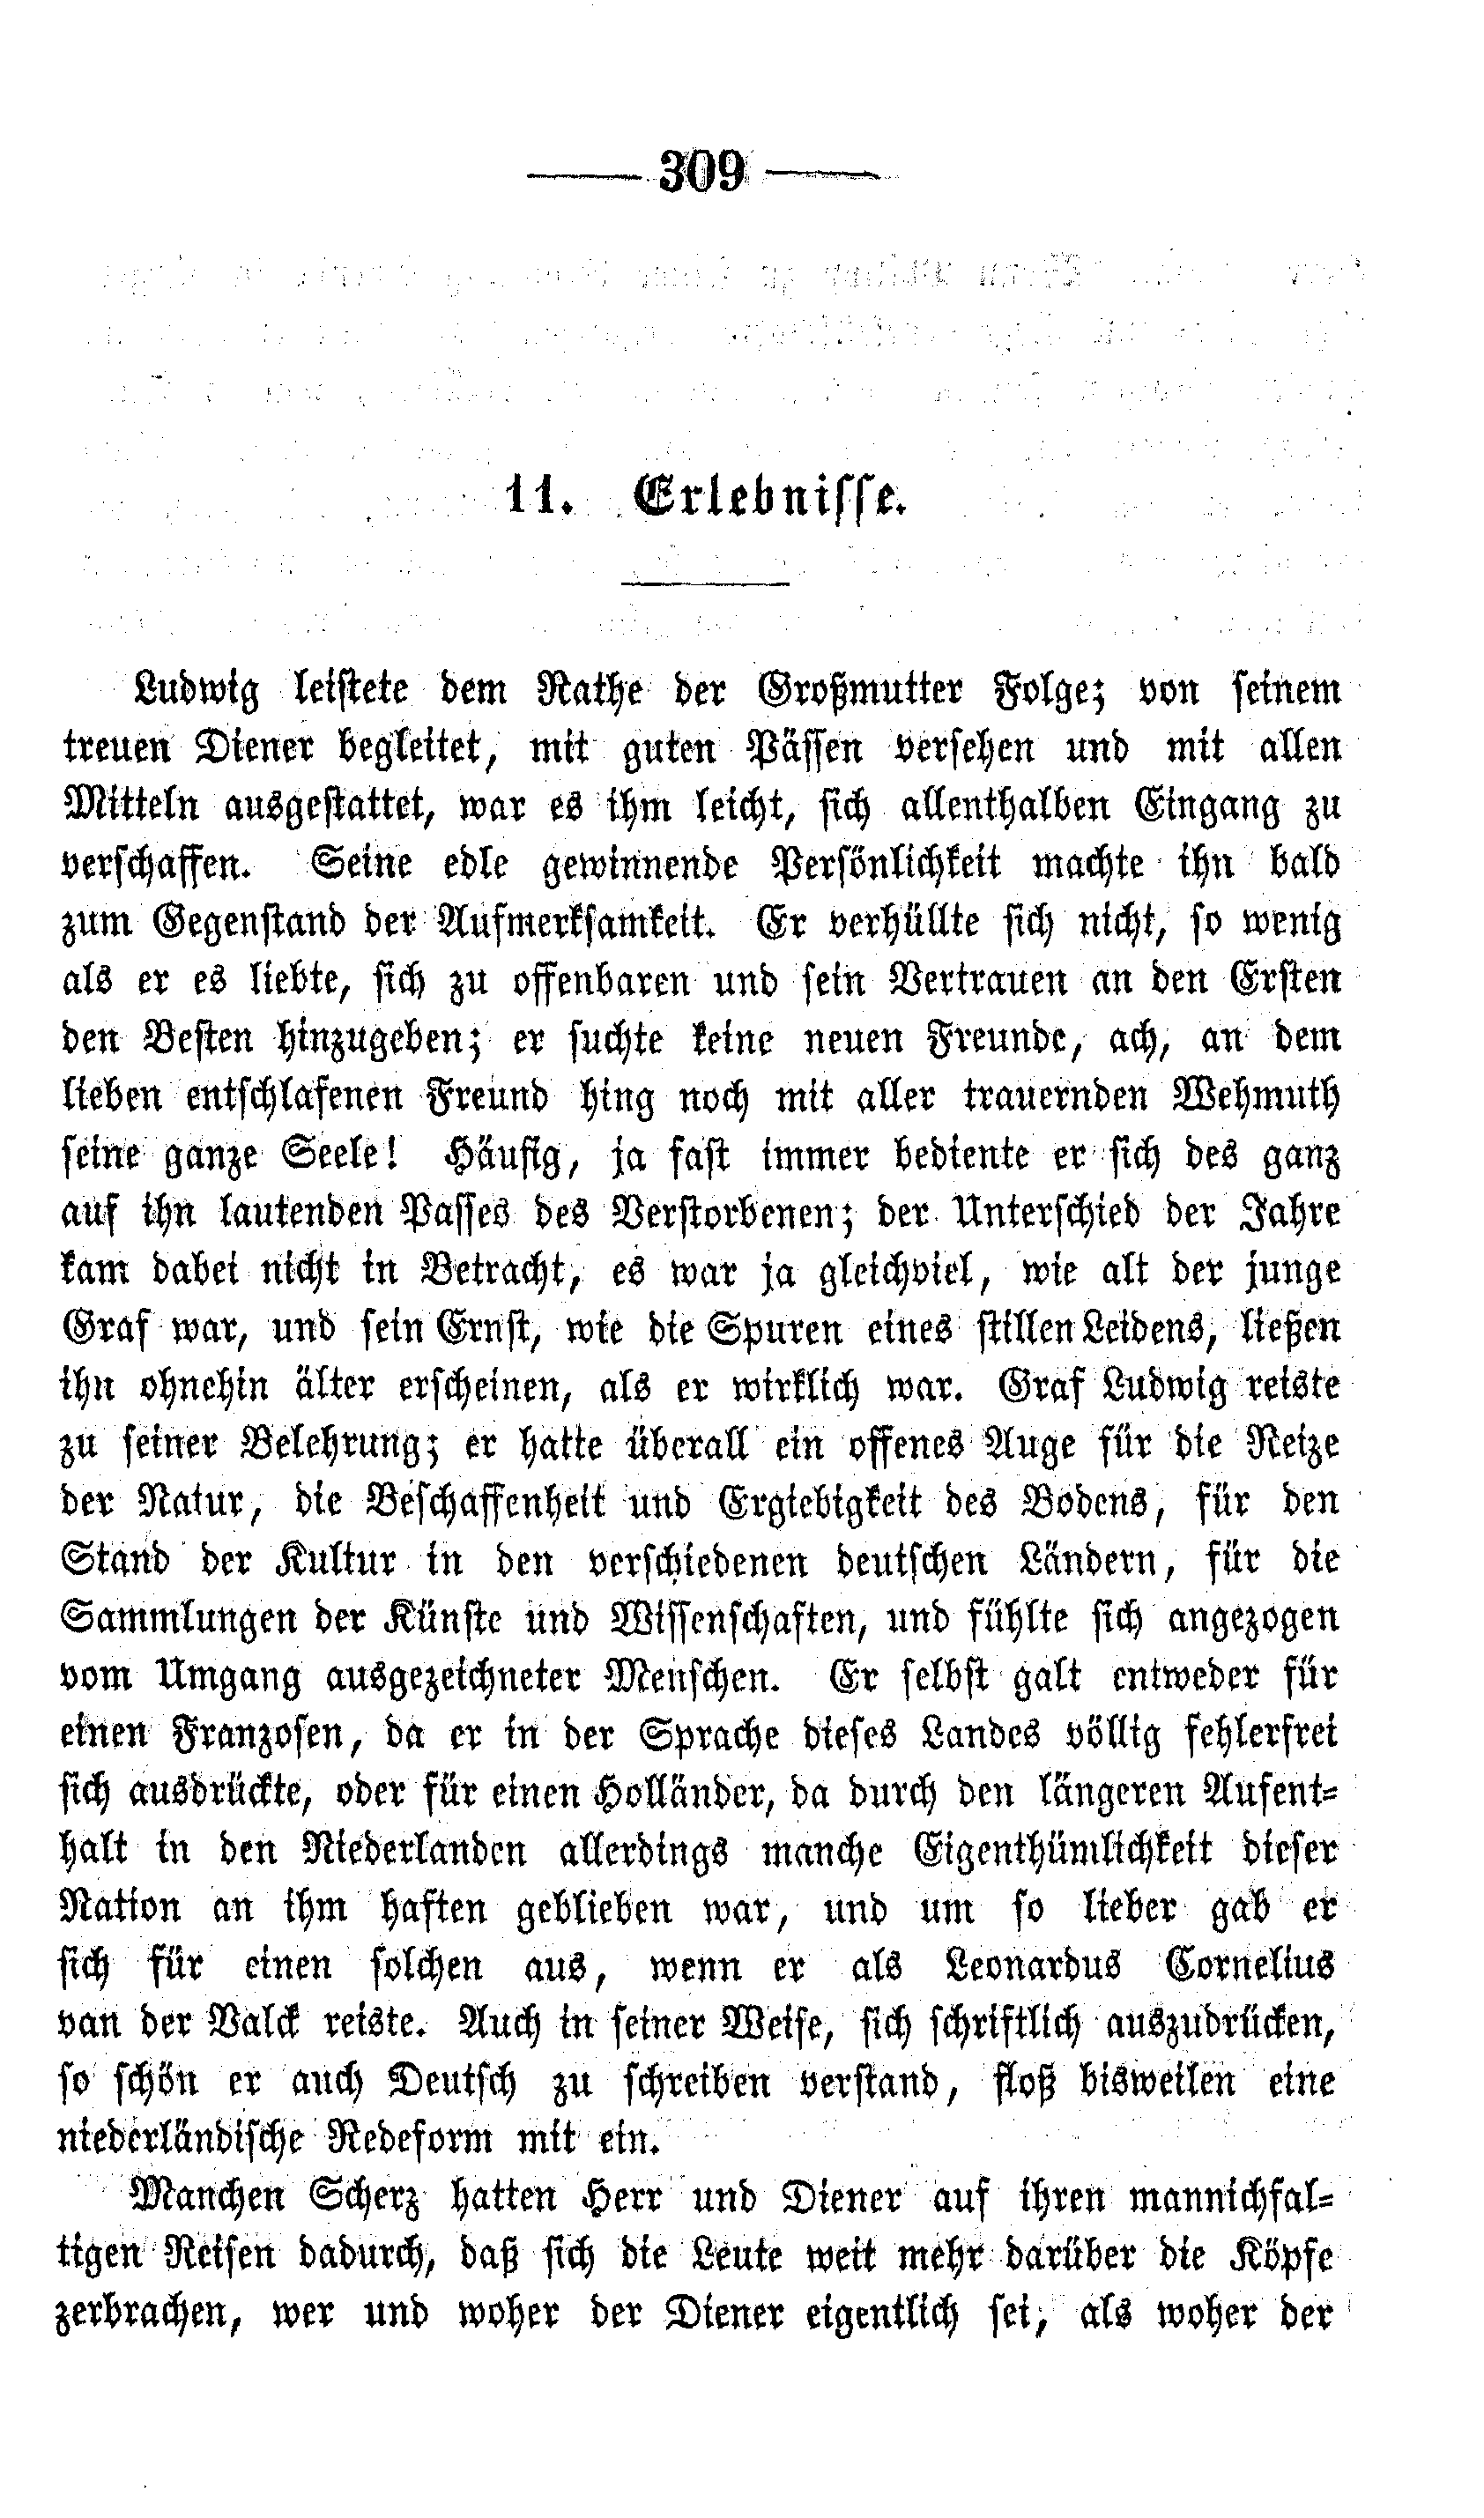 309
11. Erlebnisse.
Ludwig leistete dem Rathe der Großmutter Folge; von seinem
treuen Diener begleitet, mit guten Pässen versehen und mit allen
Mitteln ausgestattet, war es ihm leicht, sich allenthalben Eingang zu
verschaffen. Seine edle gewinnende Persönlichkeit machte ihn bald
zum Gegenstand der Aufmerksamkeit. Er verhüllte sich nicht, so wenig
als er es liebte, sich zu offenbaren und sein Vertrauen an den Ersten
den Besten hinzugeben; er suchte keine neuen Freunde, ach, an dem
lieben entschlafenen Freund hing noch mit aller trauernden Wehmuth
seine ganze Seele! Häufig, ja fast immer bediente er sich des ganz
auf ihn lautenden Passes des Verstorbenen; der Unterschied der Jahre
kam dabei nicht in Betracht, es war ja gleichviel, wie alt der junge
Graf war, und sein Ernst, wie die Spuren eines stillen Leidens, ließen
ihn ohnehin älter erscheinen, als er wirklich war. Graf Ludwig reiste
zu seiner Belehrung; er hatte überall ein offenes Auge für die Reize
der Natur, die Beschaffenheit und Ergiebigkeit des Bodens, für den
Stand der Kultur in den verschiedenen deutschen Ländern, für die
Sammlungen der Künste und Wissenschaften, und fühlte sich angezogen
vom Umgang ausgezeichneter Menschen. Er selbst galt entweder für
einen Franzosen, da er in der Sprache dieses Landes völlig fehlerfrei
sich ausdrückte, oder für einen Holländer, da durch den längeren Aufent-
halt in den Niederlanden allerdings manche Eigenthümlichkeit dieser
Nation an ihm haften geblieben war, und um so lieber gab er
sich für einen solchen aus, wenn er als Leonardus Cornelius
van der Valck reiste. Auch in seiner Weise, sich schriftlich auszudrücken,
so schön er auch Deutsch zu schreiben verstand, floß bisweilen eine
niederländische Redeform mit ein.
Manchen Scherz hatten Herr und Diener auf ihren mannichfal-
tigen Reisen dadurch, daß sich die Leute weit mehr darüber die Köpfe
zerbrachen, wer und woher der Diener eigentlich sei, als woher der